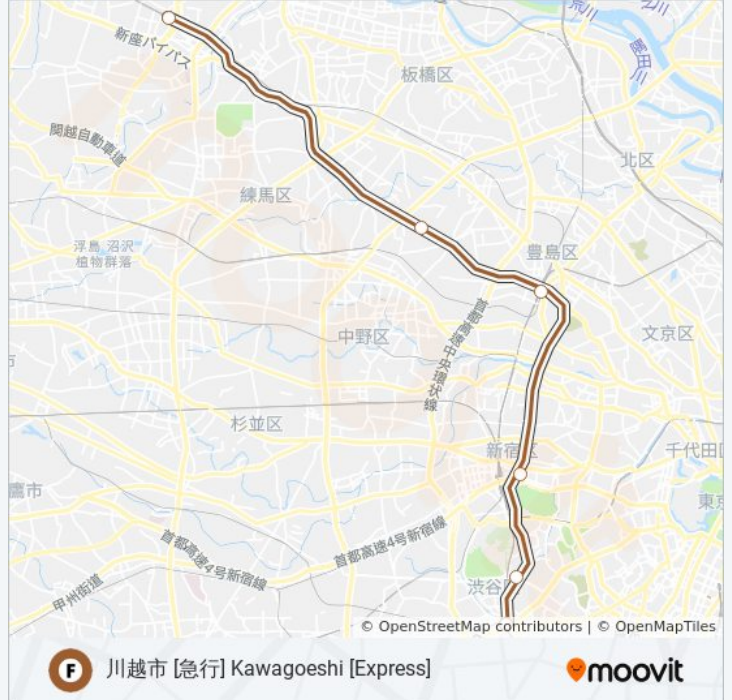 川
荒川
新座バイパス
板橋区
隅田川
関越自動車道
北区
練馬区
浮島 沼沢
植物群落
豊島区
首都高速中央環状線
中野区
文京区
市
杉並区
新宿区
千代田区
鷹市
東京
首都高速4号新宿線
首都高速4号新宿線
甲州街道
渋谷区
© OpenStreetMap contributors | © OpenMapTiles
F 川越市 [急行] Kawagoeshi [Express]
moovit